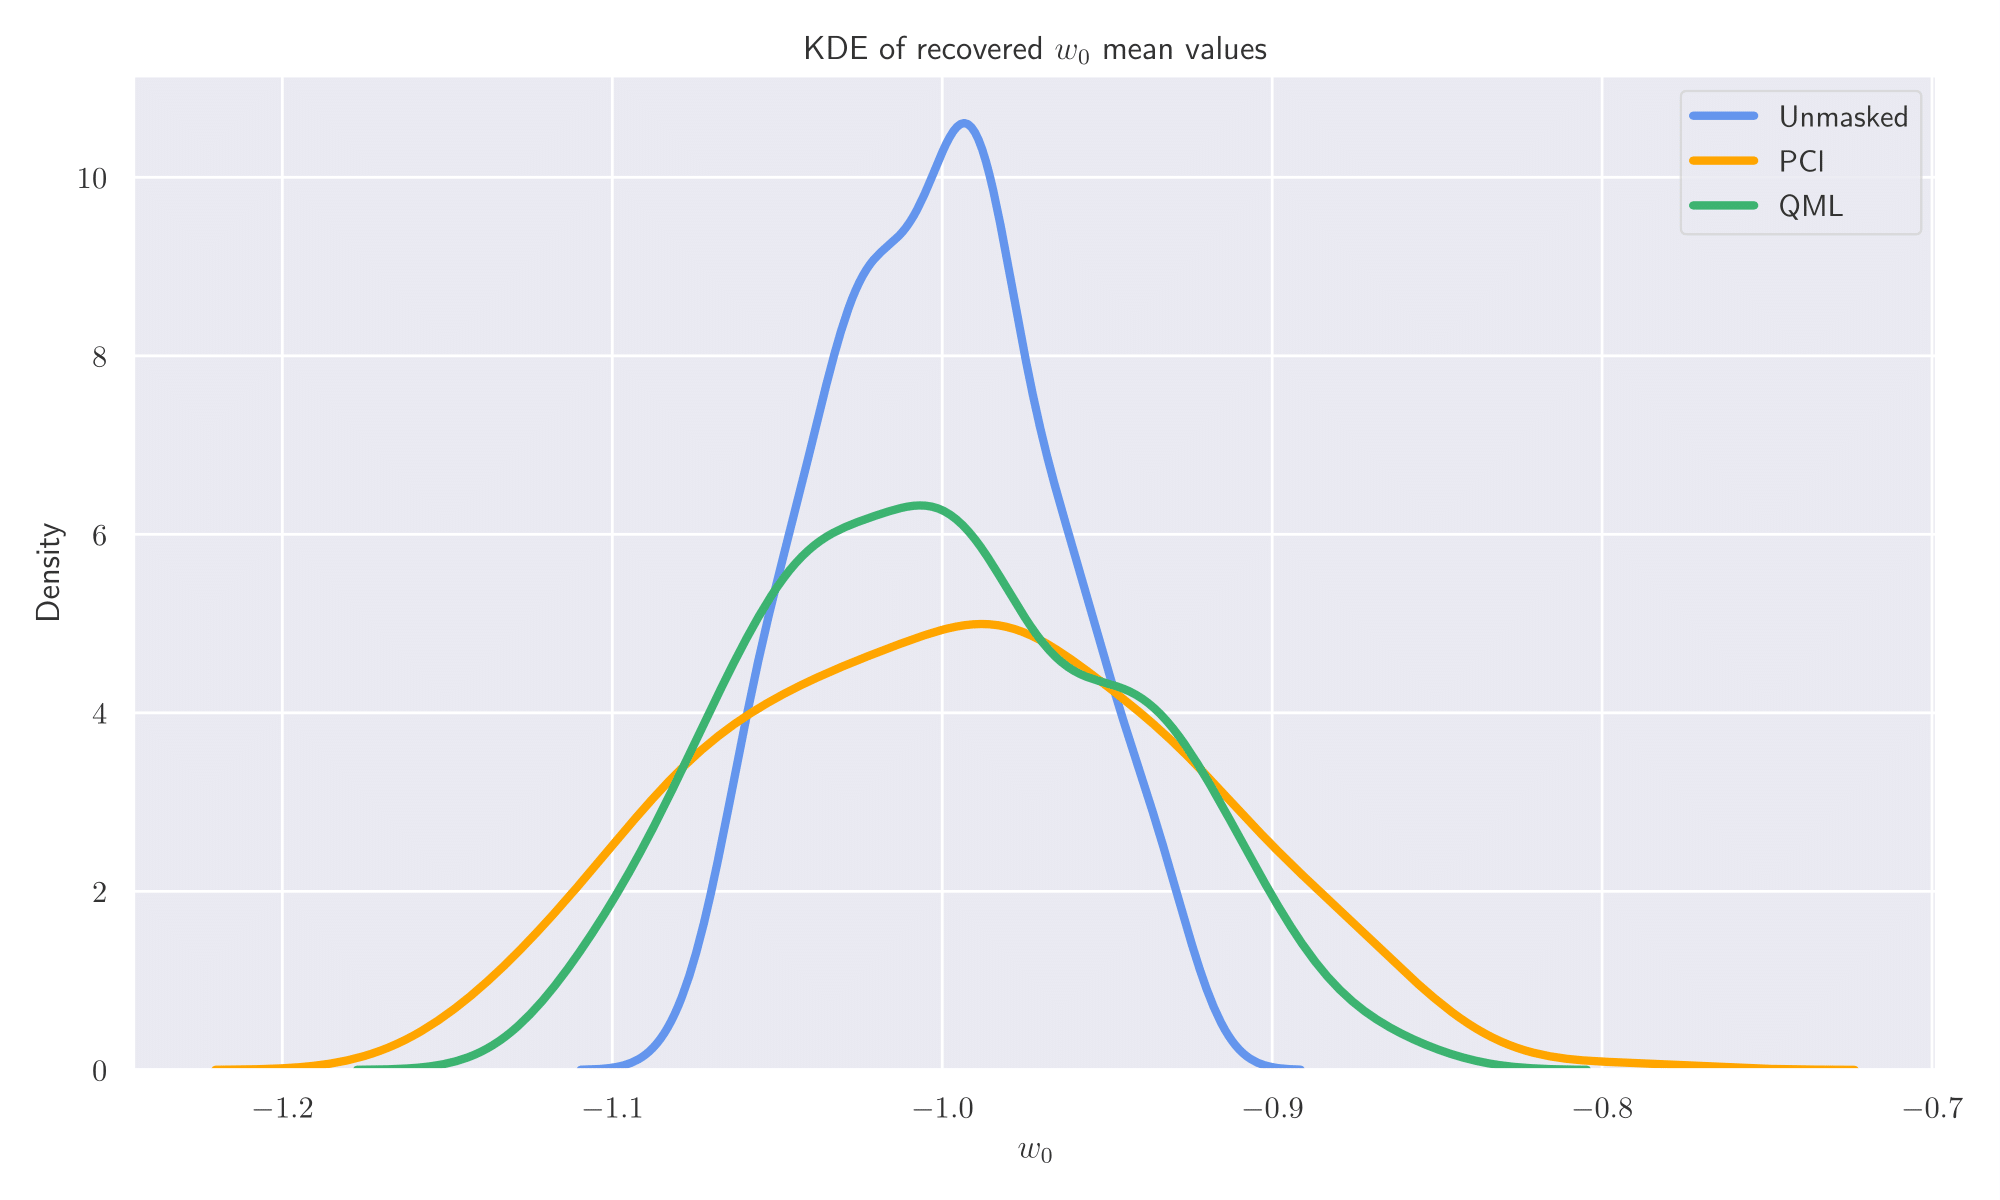 KDE of recovered w₀ mean values
Unmasked
PCI
QML
10
8
6
4
2
0
Density
−1.2 −1.1 −1.0 −0.9 −0.8 −0.7
w₀